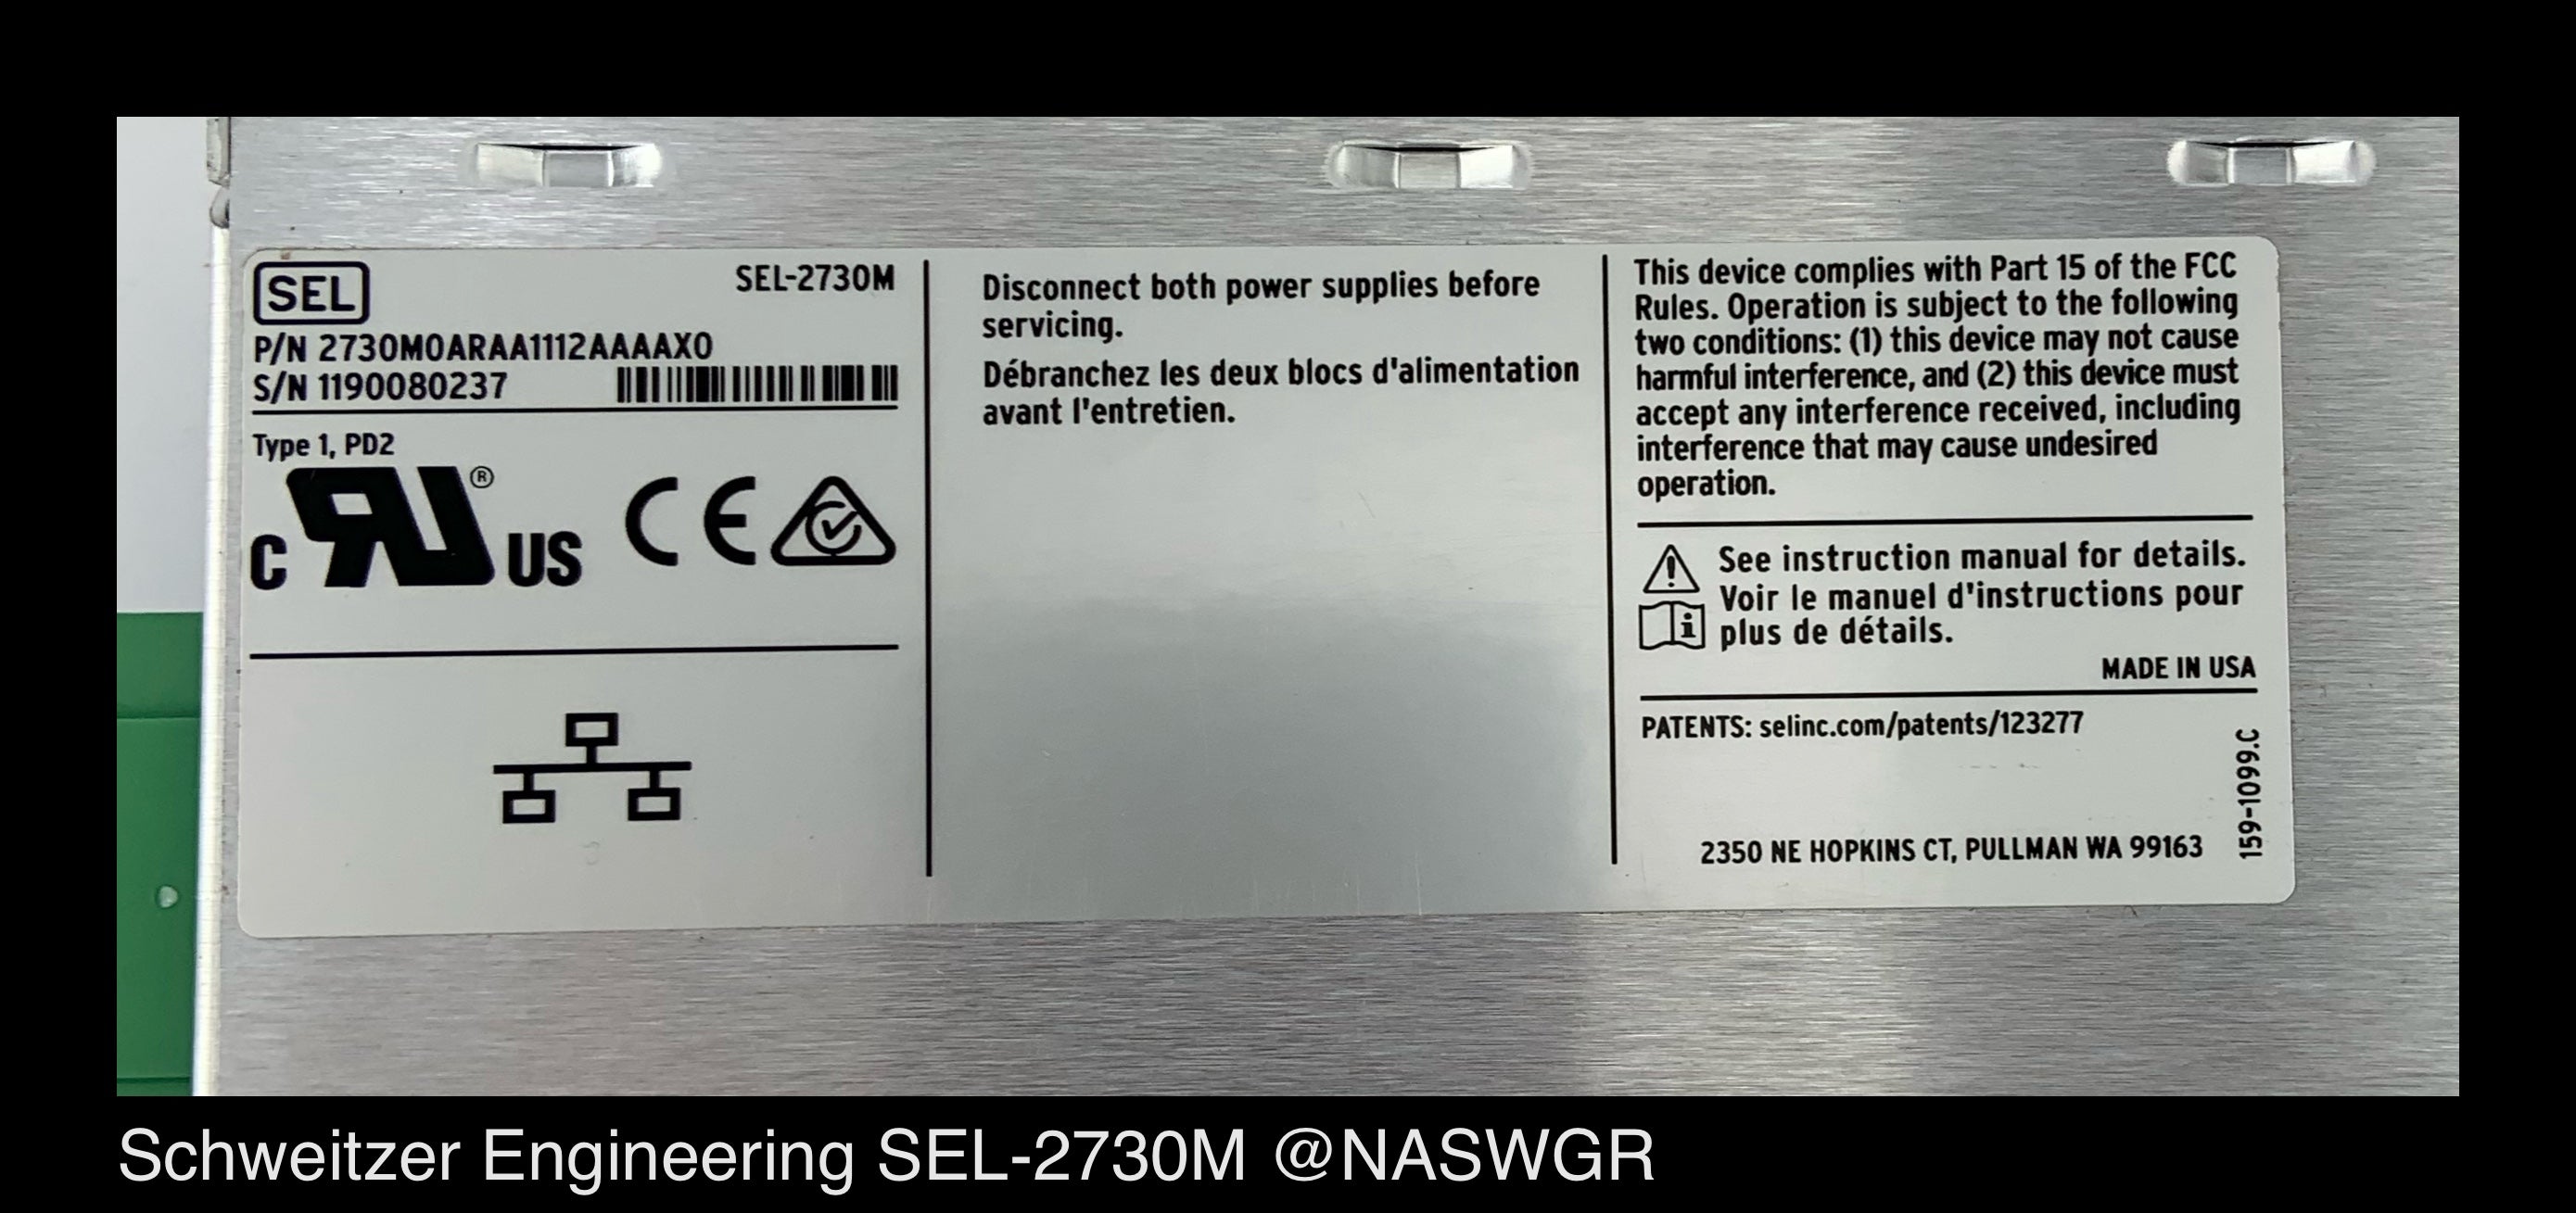 SEL
SEL-2730M
P/N 2730M0ARAA1112AAAAX0
S/N 1190080237
Type 1, PD2
C RU ® US CE
Disconnect both power supplies before
servicing.
Débranchez les deux blocs d'alimentation
avant l'entretien.
This device complies with Part 15 of the FCC
Rules. Operation is subject to the following
two conditions: (1) this device may not cause
harmful interference, and (2) this device must
accept any interference received, including
interference that may cause undesired
operation.
See instruction manual for details.
Voir le manuel d'instructions pour
plus de détails.
MADE IN USA
PATENTS: selinc.com/patents/123277
2350 NE HOPKINS CT, PULLMAN WA 99163
159-1099.C
Schweitzer Engineering SEL-2730M @NASWGR